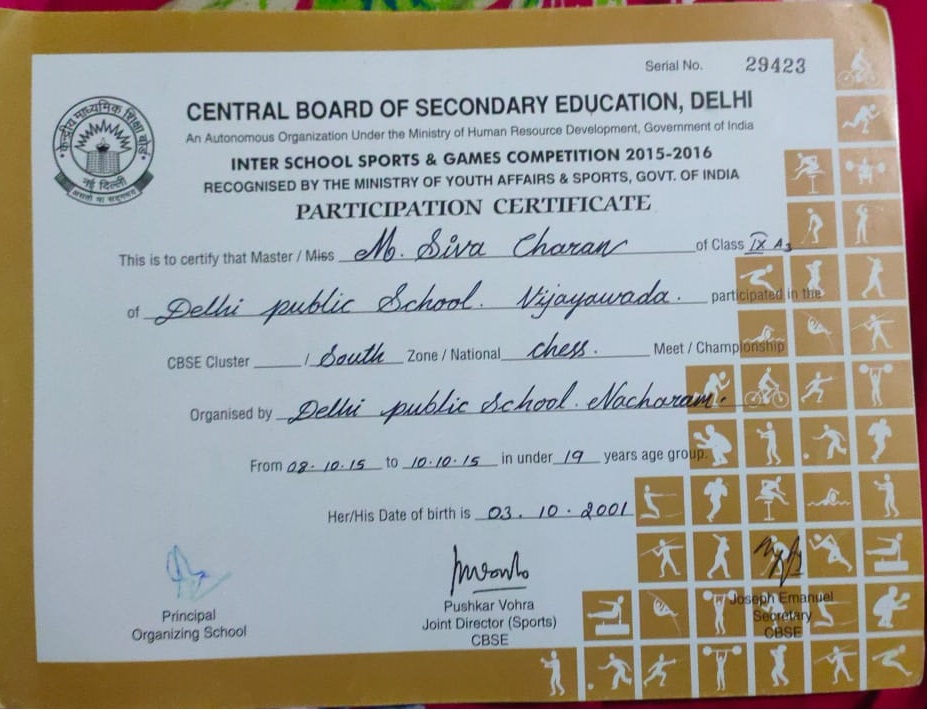 Serial No. 29423
केन्द्रीय माध्यमिक शिक्षा बोर्ड
नई दिल्ली
असतो मा सद्गमय
CENTRAL BOARD OF SECONDARY EDUCATION, DELHI
An Autonomous Organization Under the Ministry of Human Resource Development, Government of India
INTER SCHOOL SPORTS & GAMES COMPETITION 2015-2016
RECOGNISED BY THE MINISTRY OF YOUTH AFFAIRS & SPORTS, GOVT. OF INDIA
PARTICIPATION CERTIFICATE
This is to certify that Master / Miss M. Siva Charan of Class IX A3
of Delhi public School. Vijayawada. participated in the
CBSE Cluster / South Zone / National chess. Meet / Championship
Organised by Delhi public School. Nacharam.
From 08.10.15 to 10.10.15 in under 19 years age group.
Her/His Date of birth is 03.10.2001
Principal
Organizing School
Pushkar Vohra
Joint Director (Sports)
CBSE
Joseph Emanuel
Secretary
CBSE